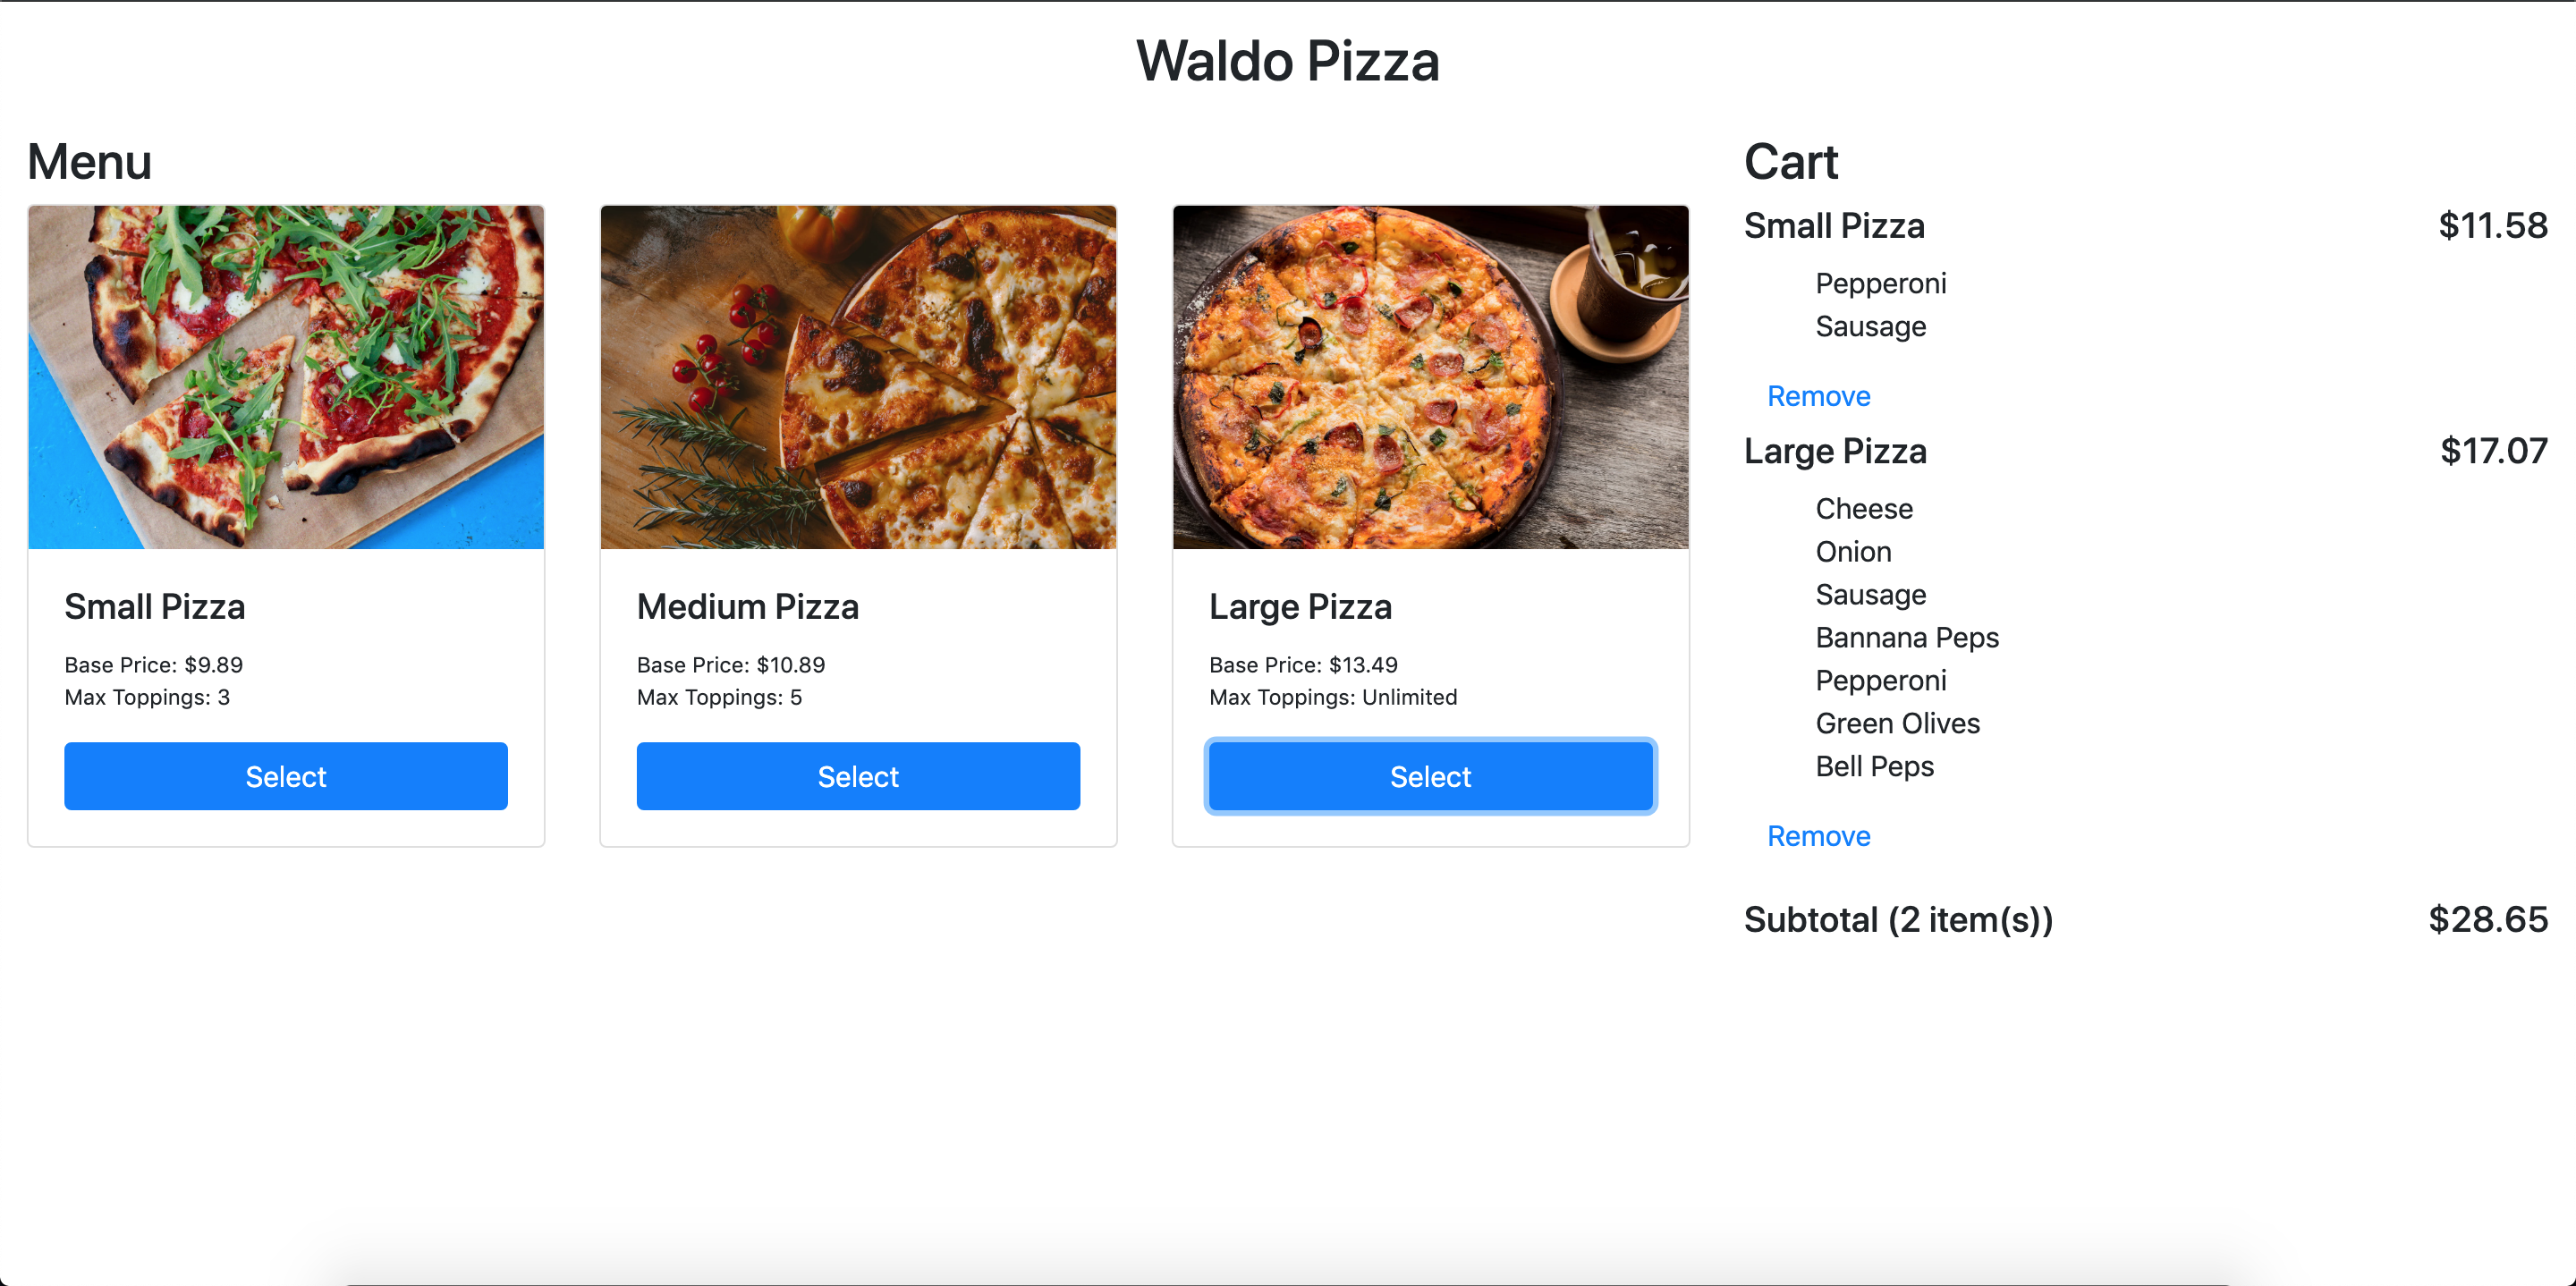 Waldo Pizza
Menu
Small Pizza
Base Price: $9.89
Max Toppings: 3
Select
Medium Pizza
Base Price: $10.89
Max Toppings: 5
Select
Large Pizza
Base Price: $13.49
Max Toppings: Unlimited
Select
Cart
Small Pizza $11.58
Pepperoni
Sausage
Remove
Large Pizza $17.07
Cheese
Onion
Sausage
Bannana Peps
Pepperoni
Green Olives
Bell Peps
Remove
Subtotal (2 item(s)) $28.65